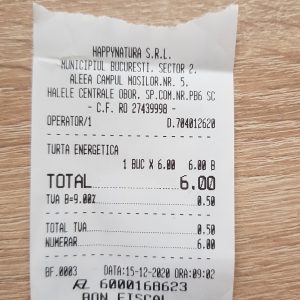 HAPPYNATURA S.R.L.
MUNICIPIUL BUCURESTI, SECTOR 2,
ALEEA CAMPUL MOSILOR,NR. 5,
HALELE CENTRALE OBOR, SP.COM.NR.PB6 SC
- C.F. RO 27439998 -
OPERATOR/1 D.704012620
TURTA ENERGETICA
1 BUC X 6.00 6.00 B
TOTAL 6.00
TVA B=9.00% 0.50
TOTAL TVA 0.50
NUMERAR 6.00
BF.0003 DATA:15-12-2020 ORA:09:02
6000168623
BON FISCAL